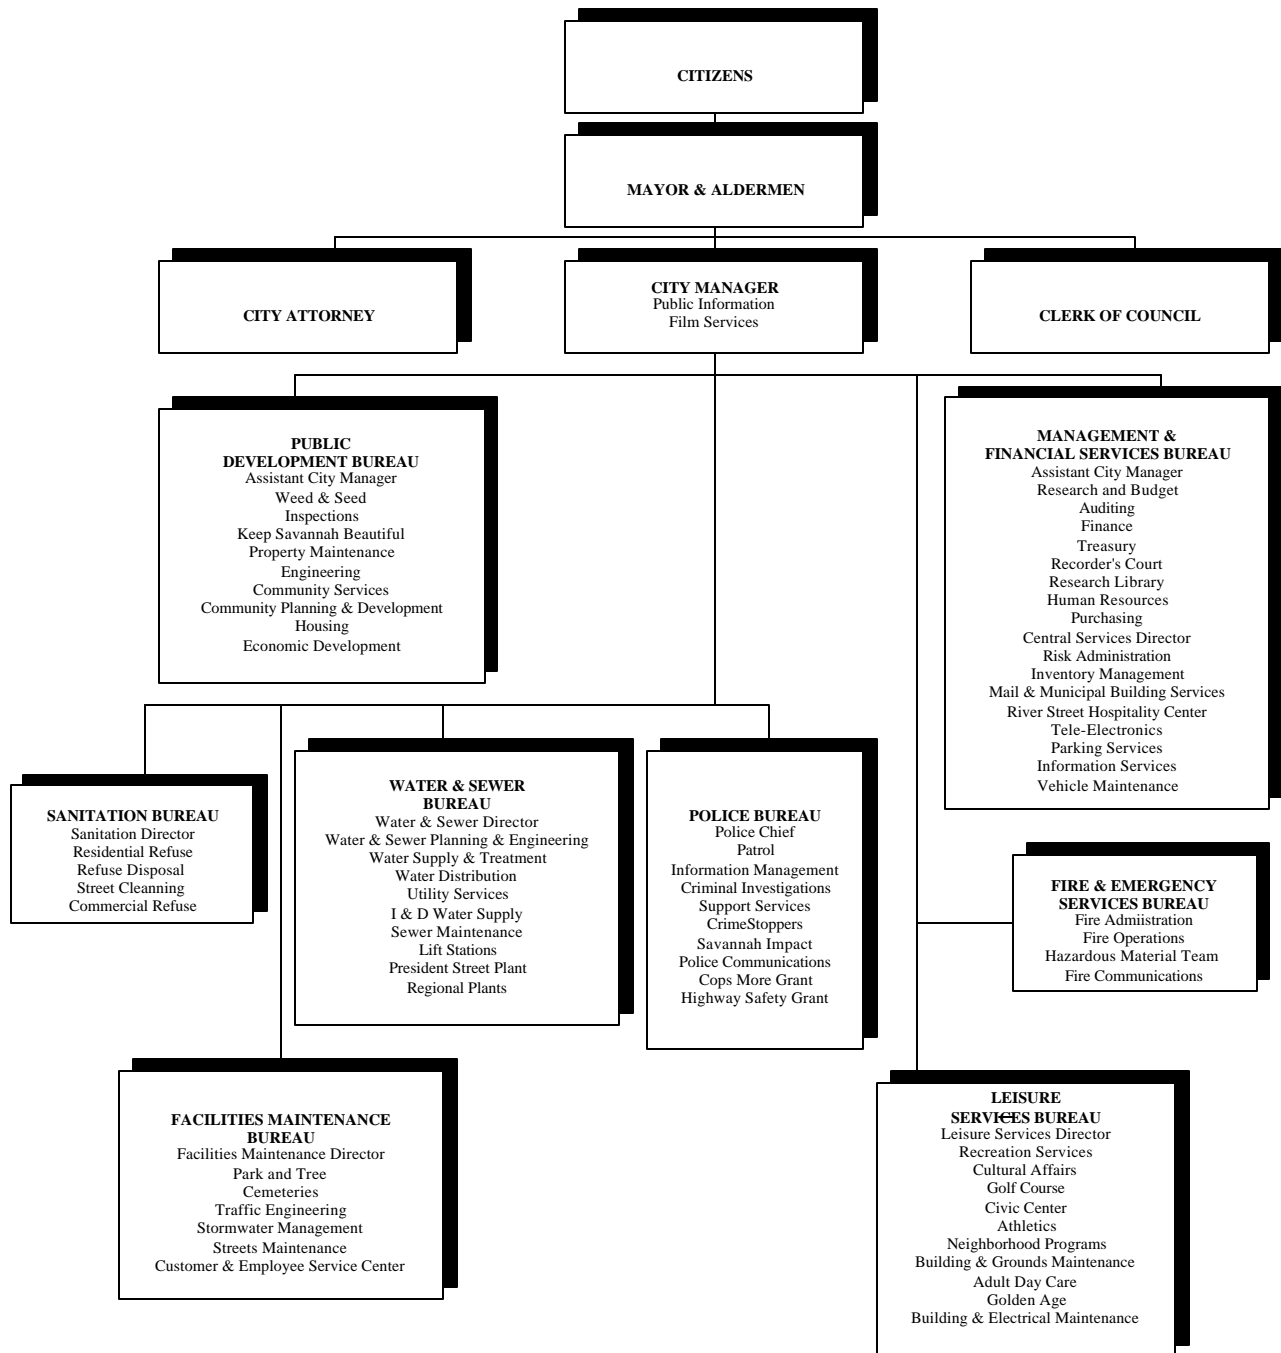 CITIZENS
MAYOR & ALDERMEN
CITY ATTORNEY
CITY MANAGER
Public Information
Film Services
CLERK OF COUNCIL
PUBLIC
DEVELOPMENT BUREAU
Assistant City Manager
Weed & Seed
Inspections
Keep Savannah Beautiful
Property Maintenance
Engineering
Community Services
Community Planning & Development
Housing
Economic Development
MANAGEMENT &
FINANCIAL SERVICES BUREAU
Assistant City Manager
Research and Budget
Auditing
Finance
Treasury
Recorder's Court
Research Library
Human Resources
Purchasing
Central Services Director
Risk Administration
Inventory Management
Mail & Municipal Building Services
River Street Hospitality Center
Tele-Electronics
Parking Services
Information Services
Vehicle Maintenance
SANITATION BUREAU
Sanitation Director
Residential Refuse
Refuse Disposal
Street Cleanning
Commercial Refuse
WATER & SEWER
BUREAU
Water & Sewer Director
Water & Sewer Planning & Engineering
Water Supply & Treatment
Water Distribution
Utility Services
I & D Water Supply
Sewer Maintenance
Lift Stations
President Street Plant
Regional Plants
POLICE BUREAU
Police Chief
Patrol
Information Management
Criminal Investigations
Support Services
CrimeStoppers
Savannah Impact
Police Communications
Cops More Grant
Highway Safety Grant
FIRE & EMERGENCY
SERVICES BUREAU
Fire Admiistration
Fire Operations
Hazardous Material Team
Fire Communications
FACILITIES MAINTENANCE
BUREAU
Facilities Maintenance Director
Park and Tree
Cemeteries
Traffic Engineering
Stormwater Management
Streets Maintenance
Customer & Employee Service Center
LEISURE
SERVICES BUREAU
Leisure Services Director
Recreation Services
Cultural Affairs
Golf Course
Civic Center
Athletics
Neighborhood Programs
Building & Grounds Maintenance
Adult Day Care
Golden Age
Building & Electrical Maintenance